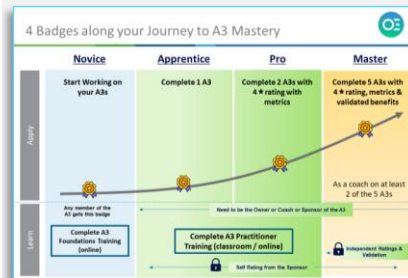 4 Badges along your Journey to A3 Mastery
OE
Novice
Apprentice
Pro
Master
Start Working on
your A3s
Complete 1 A3
Complete 2 A3s with
4★rating with
metrics
Complete 5 A3s with
4★rating, metrics &
validated benefits
Apply
As a coach on at least
2 of the 5 A3s
Any member of the
A3 gets this badge
Need to be the Owner or Coach or Sponsor of the A3
Learn
Complete A3
Foundations Training
(online)
Complete A3 Practitioner
Training (classroom / online)
Independent Ratings &
Validation
Self Rating from the Sponsor